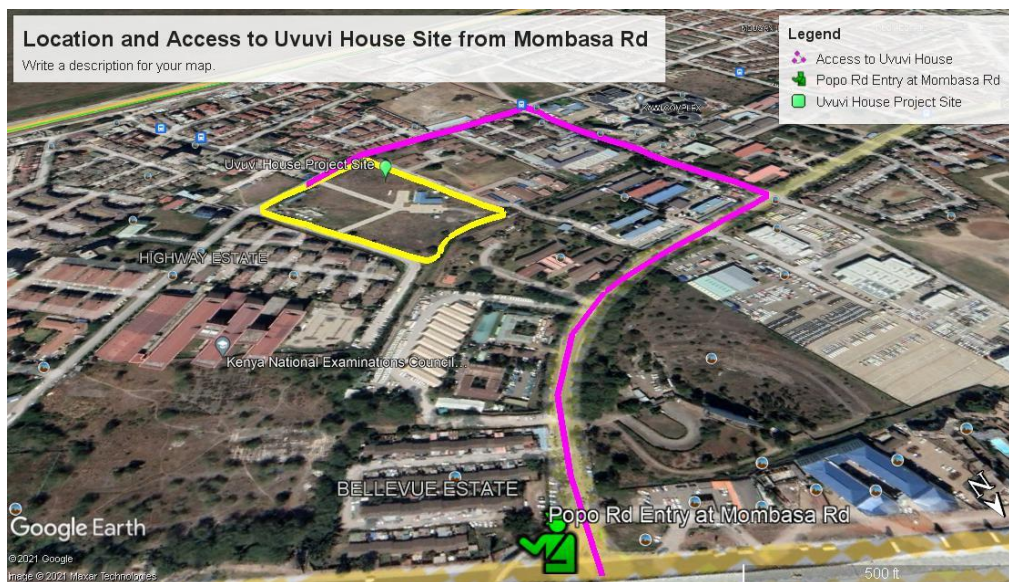 Location and Access to Uvuvi House Site from Mombasa Rd
Write a description for your map.
Legend
Access to Uvuvi House
Popo Rd Entry at Mombasa Rd
Uvuvi House Project Site
Uvuvi House Project Site
HIGHWAY ESTATE
Kenya National Examinations Council...
BELLEVUE ESTATE
Popo Rd Entry at Mombasa Rd
N
Google Earth
©2021 Google
Image © 2021 Maxar Technologies
500 ft